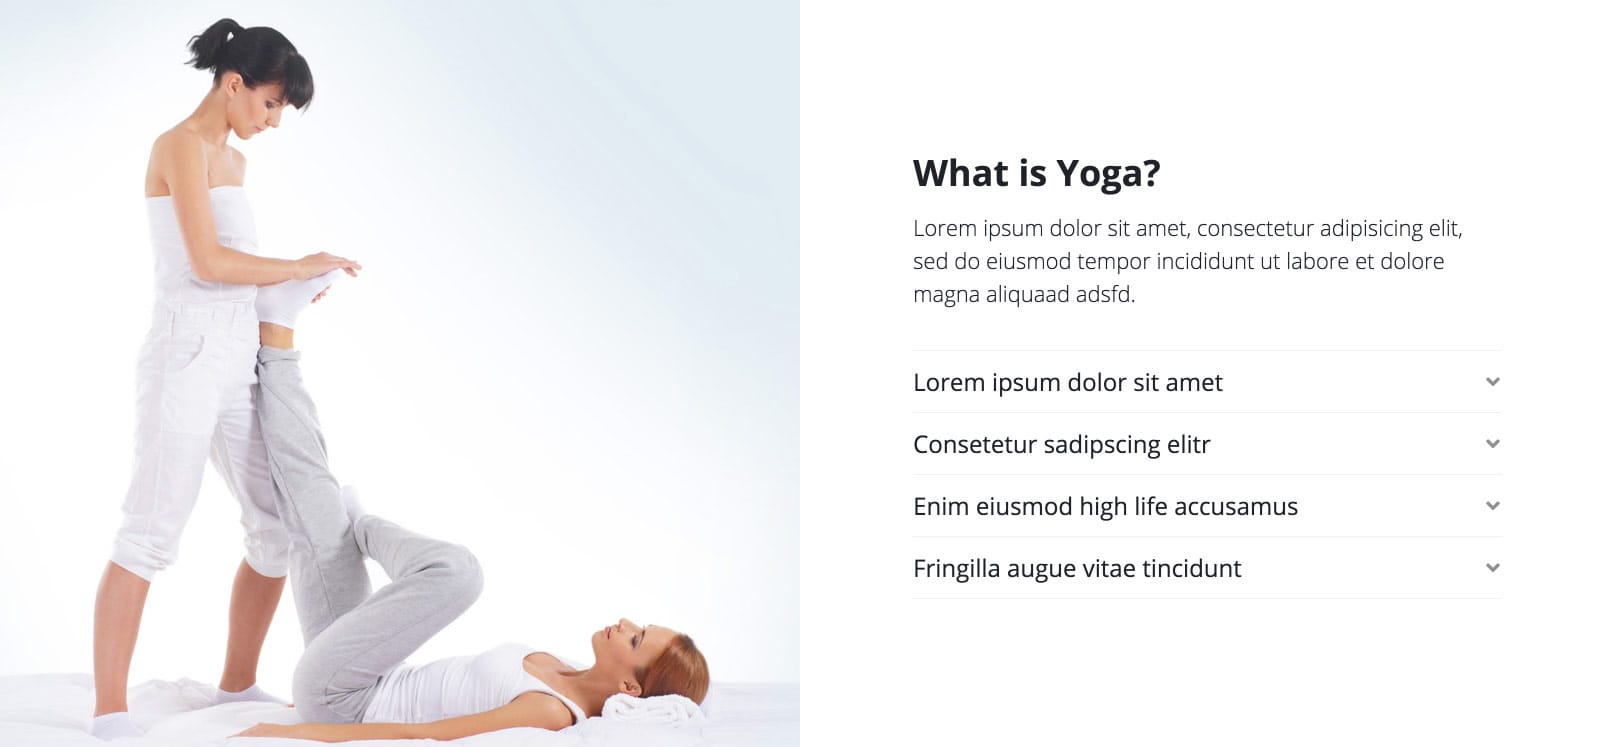 What is Yoga?
Lorem ipsum dolor sit amet, consectetur adipisicing elit,
sed do eiusmod tempor incididunt ut labore et dolore
magna aliquaad adsfd.
Lorem ipsum dolor sit amet
Consetetur sadipscing elitr
Enim eiusmod high life accusamus
Fringilla augue vitae tincidunt